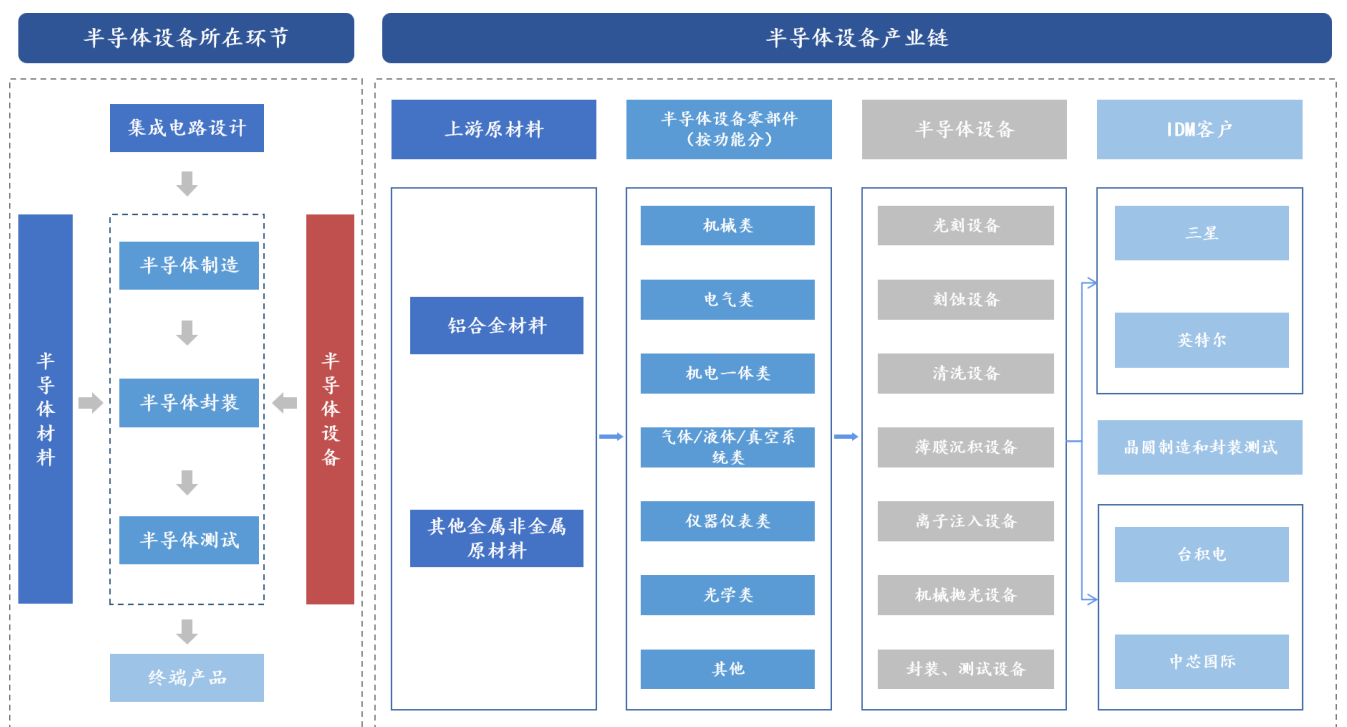 半导体设备所在环节
集成电路设计
半导体材料
半导体制造
半导体封装
半导体测试
半导体设备
终端产品
半导体设备产业链
上游原材料
铝合金材料
其他金属非金属
原材料
半导体设备零部件
（按功能分）
机械类
电气类
机电一体类
气体/液体/真空系
统类
仪器仪表类
光学类
其他
半导体设备
光刻设备
刻蚀设备
清洗设备
薄膜沉积设备
离子注入设备
机械抛光设备
封装、测试设备
IDM客户
三星
英特尔
晶圆制造和封装测试
台积电
中芯国际